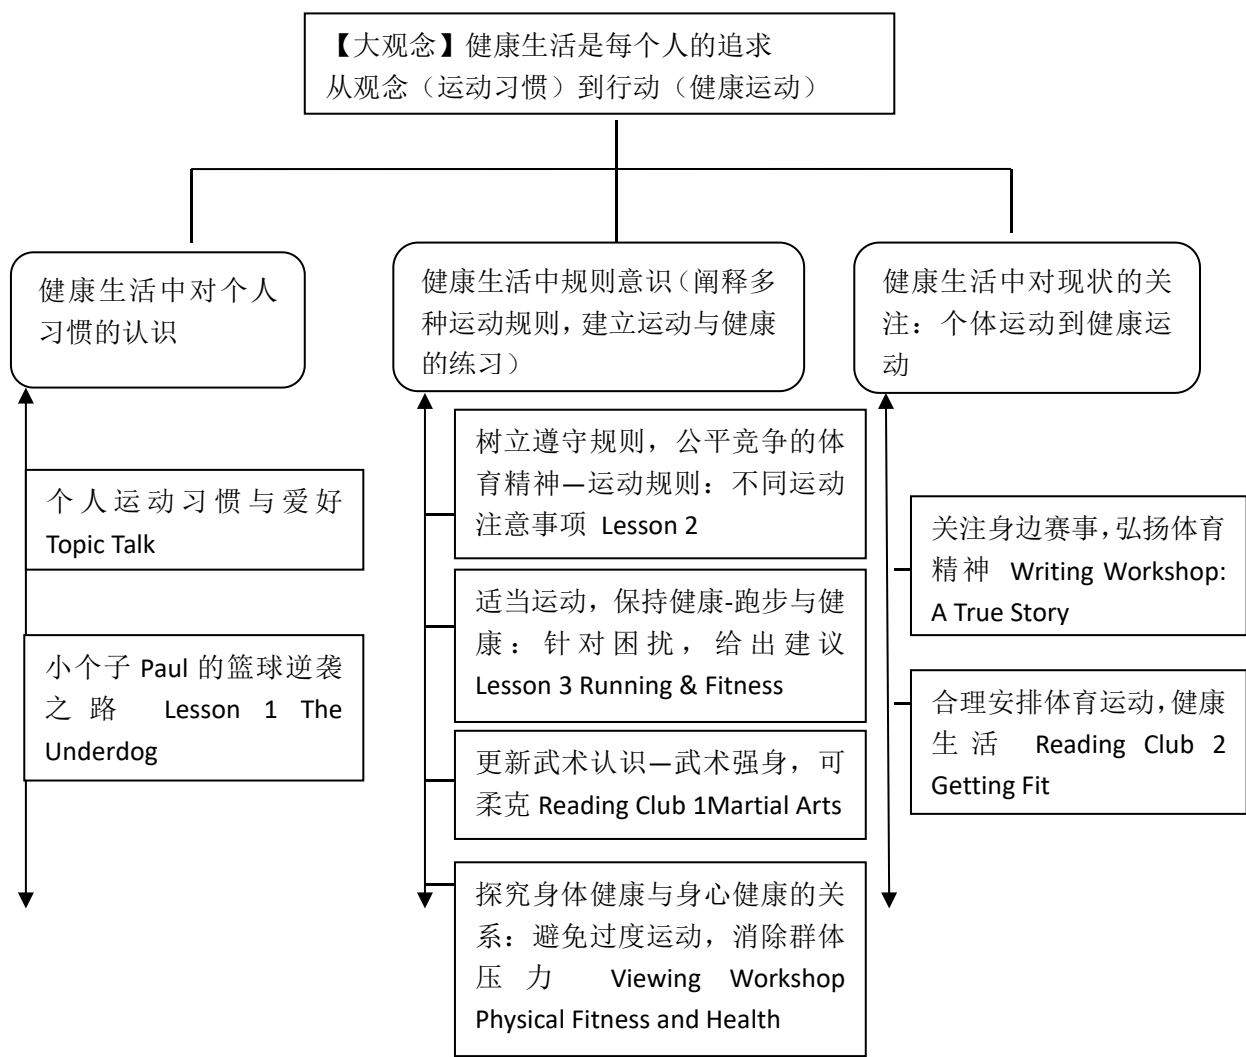 【大观念】健康生活是每个人的追求
从观念（运动习惯）到行动（健康运动）
健康生活中对个人
习惯的认识
个人运动习惯与爱好
Topic Talk
小个子 Paul 的篮球逆袭
之路 Lesson 1 The
Underdog
健康生活中规则意识（阐释多
种运动规则，建立运动与健康
的练习）
树立遵守规则，公平竞争的体
育精神—运动规则：不同运动
注意事项 Lesson 2
适当运动，保持健康-跑步与健
康：针对困扰，给出建议
Lesson 3 Running & Fitness
更新武术认识—武术强身，可
柔克 Reading Club 1Martial Arts
探究身体健康与身心健康的关
系：避免过度运动，消除群体
压力 Viewing Workshop
Physical Fitness and Health
健康生活中对现状的关
注：个体运动到健康运
动
关注身边赛事，弘扬体育
精神 Writing Workshop:
A True Story
合理安排体育运动，健康
生活 Reading Club 2
Getting Fit